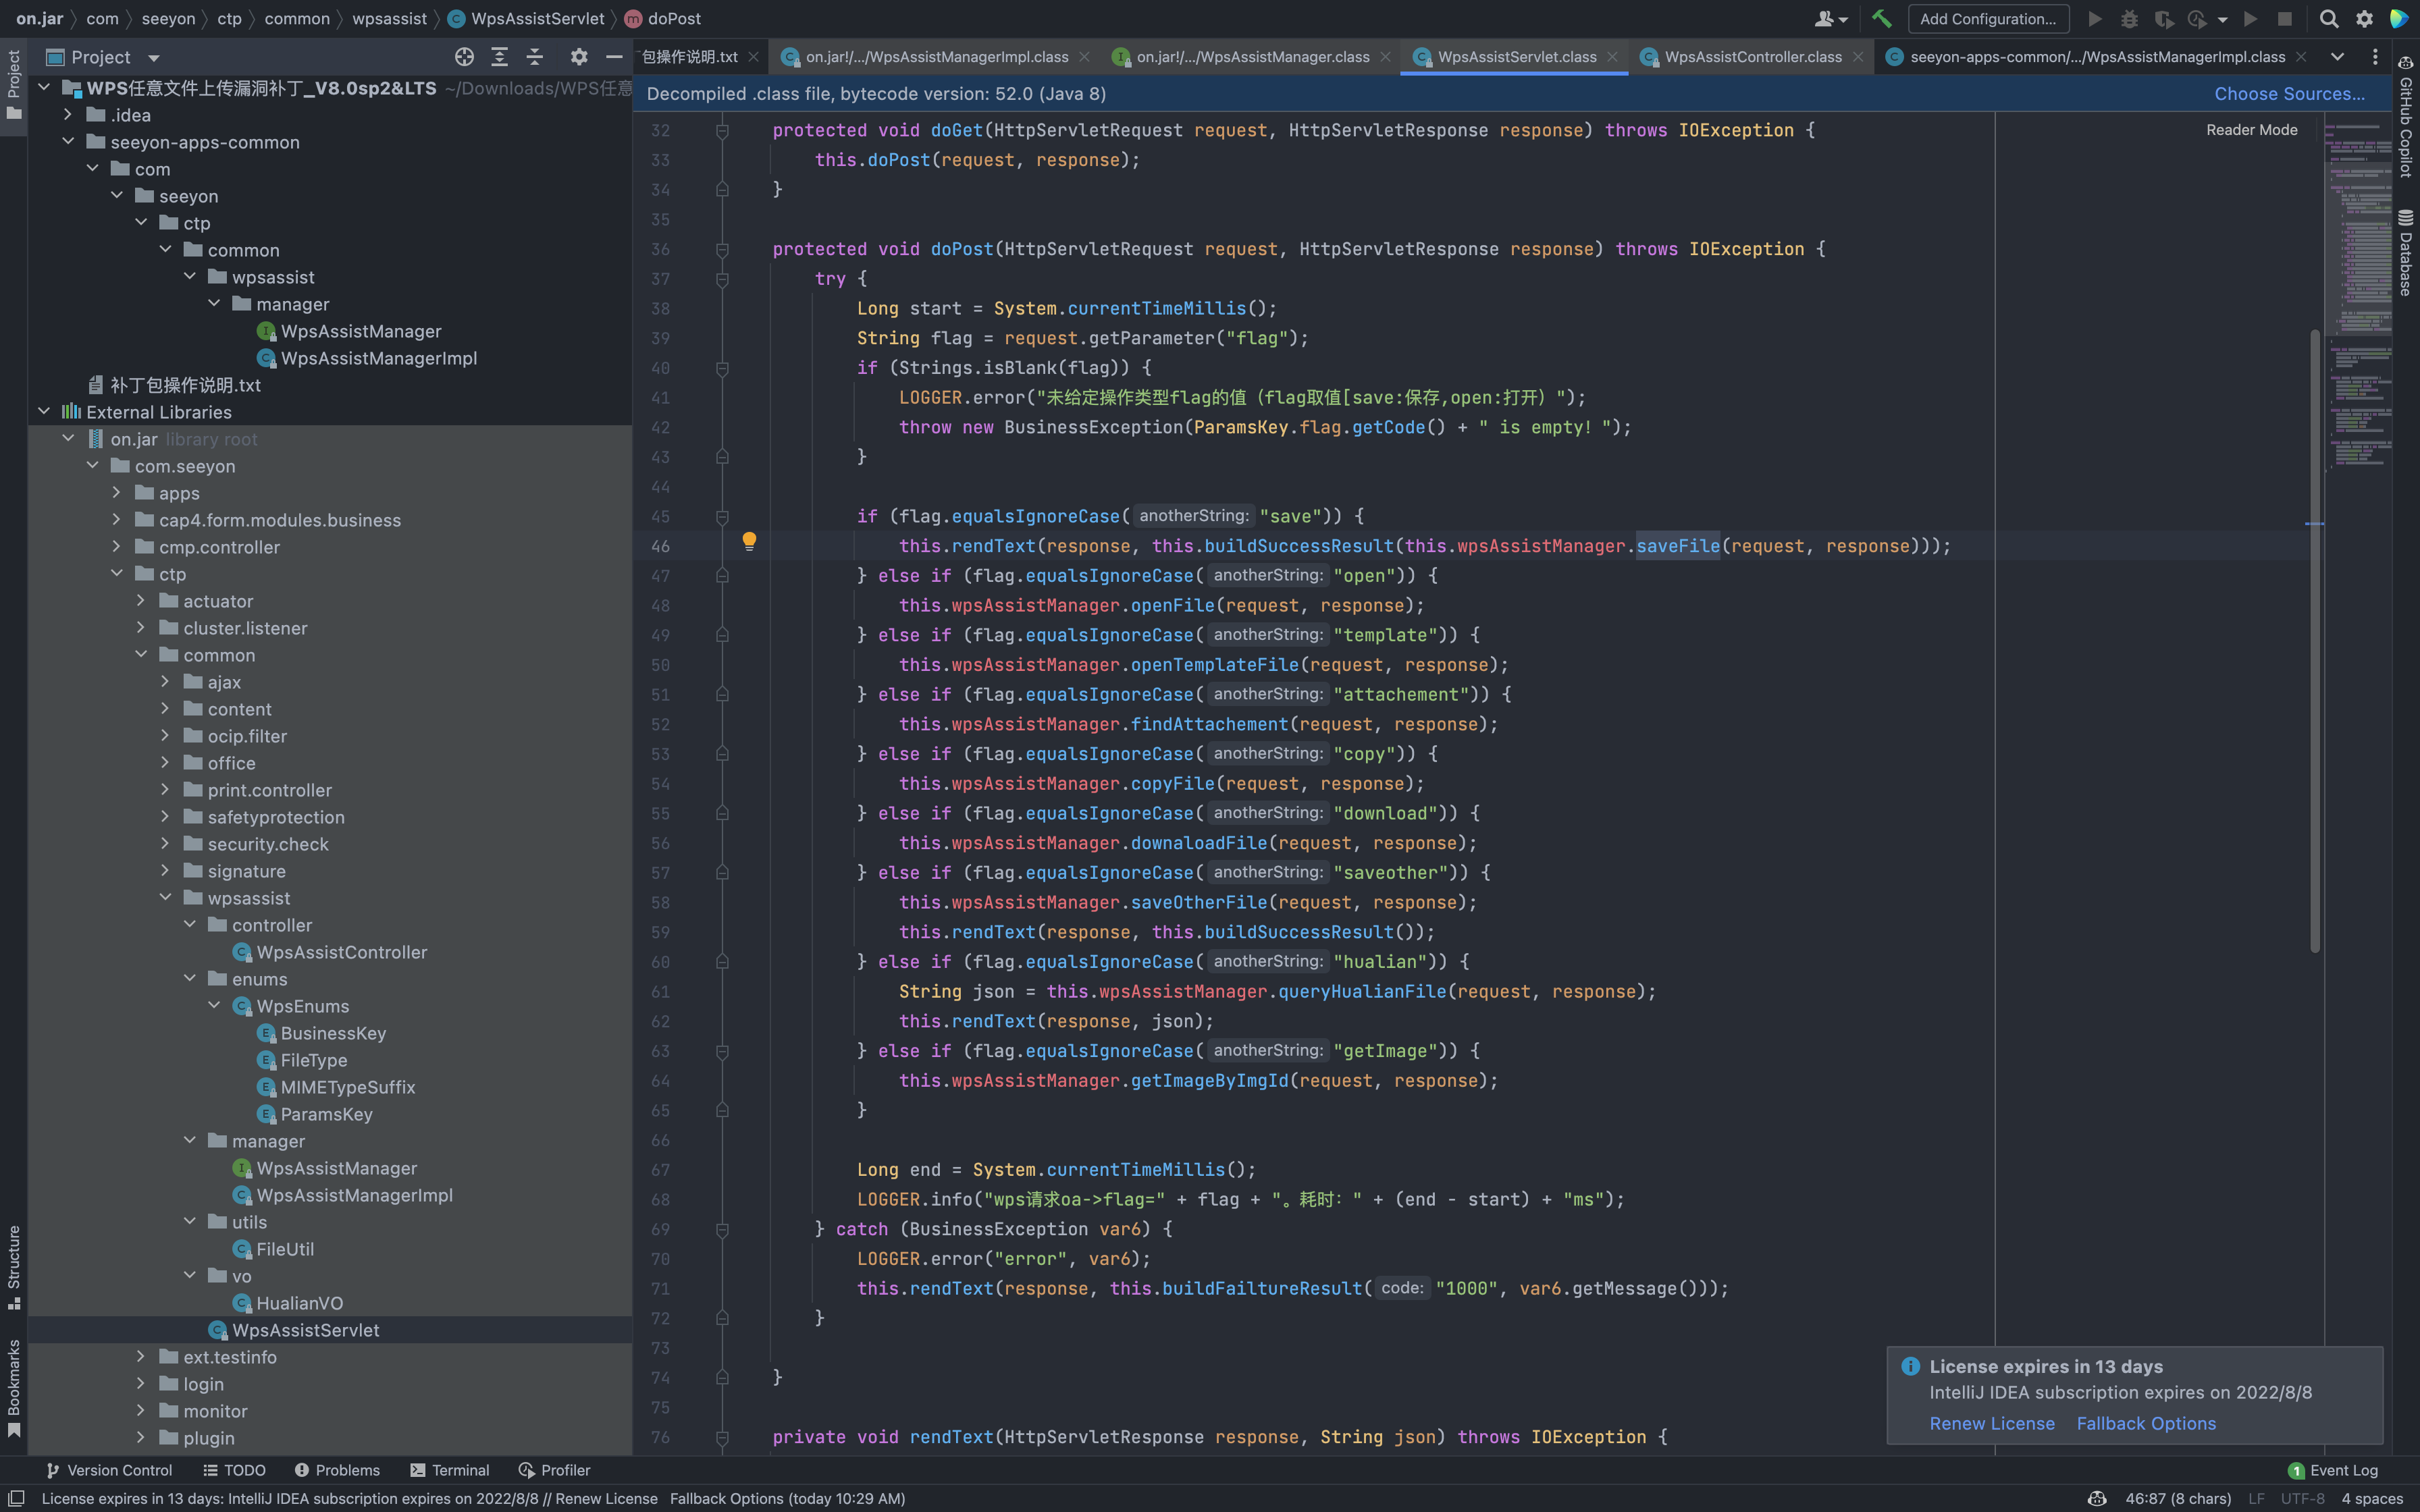 on.jar com seeyon ctp common wpsassist WpsAssistServlet doPost Add Configuration...
Project
包操作说明.txt on.jar!/.../WpsAssistManagerImpl.class on.jar!/.../WpsAssistManager.class WpsAssistServlet.class WpsAssistController.class seeyon-apps-common/.../WpsAssistManagerImpl.class
Project
Structure
Bookmarks
WPS任意文件上传漏洞补丁_V8.0sp2&LTS ~/Downloads/WPS任意
.idea
seeyon-apps-common
com
seeyon
ctp
common
wpsassist
manager
WpsAssistManager
WpsAssistManagerImpl
补丁包操作说明.txt
External Libraries
on.jar library root
com.seeyon
apps
cap4.form.modules.business
cmp.controller
ctp
actuator
cluster.listener
common
ajax
content
ocip.filter
office
print.controller
safetyprotection
security.check
signature
wpsassist
controller
WpsAssistController
enums
WpsEnums
BusinessKey
FileType
MIMETypeSuffix
ParamsKey
manager
WpsAssistManager
WpsAssistManagerImpl
utils
FileUtil
vo
HualianVO
WpsAssistServlet
ext.testinfo
login
monitor
plugin
Decompiled .class file, bytecode version: 52.0 (Java 8) Choose Sources...
Reader Mode
32 protected void doGet(HttpServletRequest request, HttpServletResponse response) throws IOException {
33 this.doPost(request, response);
34 }
35
36 protected void doPost(HttpServletRequest request, HttpServletResponse response) throws IOException {
37 try {
38 Long start = System.currentTimeMillis();
39 String flag = request.getParameter("flag");
40 if (Strings.isBlank(flag)) {
41 LOGGER.error("未给定操作类型flag的值（flag取值[save:保存,open:打开）");
42 throw new BusinessException(ParamsKey.flag.getCode() + " is empty！");
43 }
44
45 if (flag.equalsIgnoreCase( anotherString: "save")) {
46 this.rendText(response, this.buildSuccessResult(this.wpsAssistManager.saveFile(request, response)));
47 } else if (flag.equalsIgnoreCase( anotherString: "open")) {
48 this.wpsAssistManager.openFile(request, response);
49 } else if (flag.equalsIgnoreCase( anotherString: "template")) {
50 this.wpsAssistManager.openTemplateFile(request, response);
51 } else if (flag.equalsIgnoreCase( anotherString: "attachement")) {
52 this.wpsAssistManager.findAttachement(request, response);
53 } else if (flag.equalsIgnoreCase( anotherString: "copy")) {
54 this.wpsAssistManager.copyFile(request, response);
55 } else if (flag.equalsIgnoreCase( anotherString: "download")) {
56 this.wpsAssistManager.downaloadFile(request, response);
57 } else if (flag.equalsIgnoreCase( anotherString: "saveother")) {
58 this.wpsAssistManager.saveOtherFile(request, response);
59 this.rendText(response, this.buildSuccessResult());
60 } else if (flag.equalsIgnoreCase( anotherString: "hualian")) {
61 String json = this.wpsAssistManager.queryHualianFile(request, response);
62 this.rendText(response, json);
63 } else if (flag.equalsIgnoreCase( anotherString: "getImage")) {
64 this.wpsAssistManager.getImageByImgId(request, response);
65 }
66
67 Long end = System.currentTimeMillis();
68 LOGGER.info("wps请求oa->flag=" + flag + "。耗时：" + (end - start) + "ms");
69 } catch (BusinessException var6) {
70 LOGGER.error("error", var6);
71 this.rendText(response, this.buildFailtureResult( code: "1000", var6.getMessage()));
72 }
73
74 }
75
76 private void rendText(HttpServletResponse response, String json) throws IOException {
GitHub Copilot
Database
License expires in 13 days
IntelliJ IDEA subscription expires on 2022/8/8
Renew License Fallback Options
Version Control TODO Problems Terminal Profiler 1 Event Log
License expires in 13 days: IntelliJ IDEA subscription expires on 2022/8/8 // Renew License Fallback Options (today 10:29 AM) 46:87 (8 chars) LF UTF-8 4 spaces